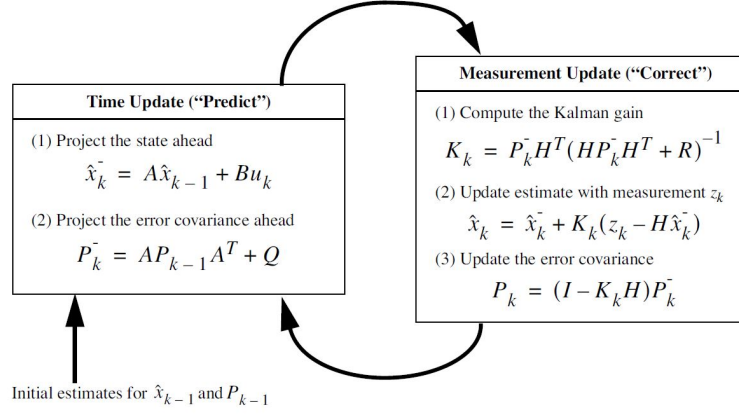 Time Update (“Predict”)
(1) Project the state ahead
x̂ₖ⁻ = Ax̂ₖ₋₁ + Buₖ
(2) Project the error covariance ahead
Pₖ⁻ = APₖ₋₁Aᵀ + Q
Initial estimates for x̂ₖ₋₁ and Pₖ₋₁
Measurement Update (“Correct”)
(1) Compute the Kalman gain
Kₖ = Pₖ⁻Hᵀ(HPₖ⁻Hᵀ + R)⁻¹
(2) Update estimate with measurement zₖ
x̂ₖ = x̂ₖ⁻ + Kₖ(zₖ – Hx̂ₖ⁻)
(3) Update the error covariance
Pₖ = (I – KₖH)Pₖ⁻